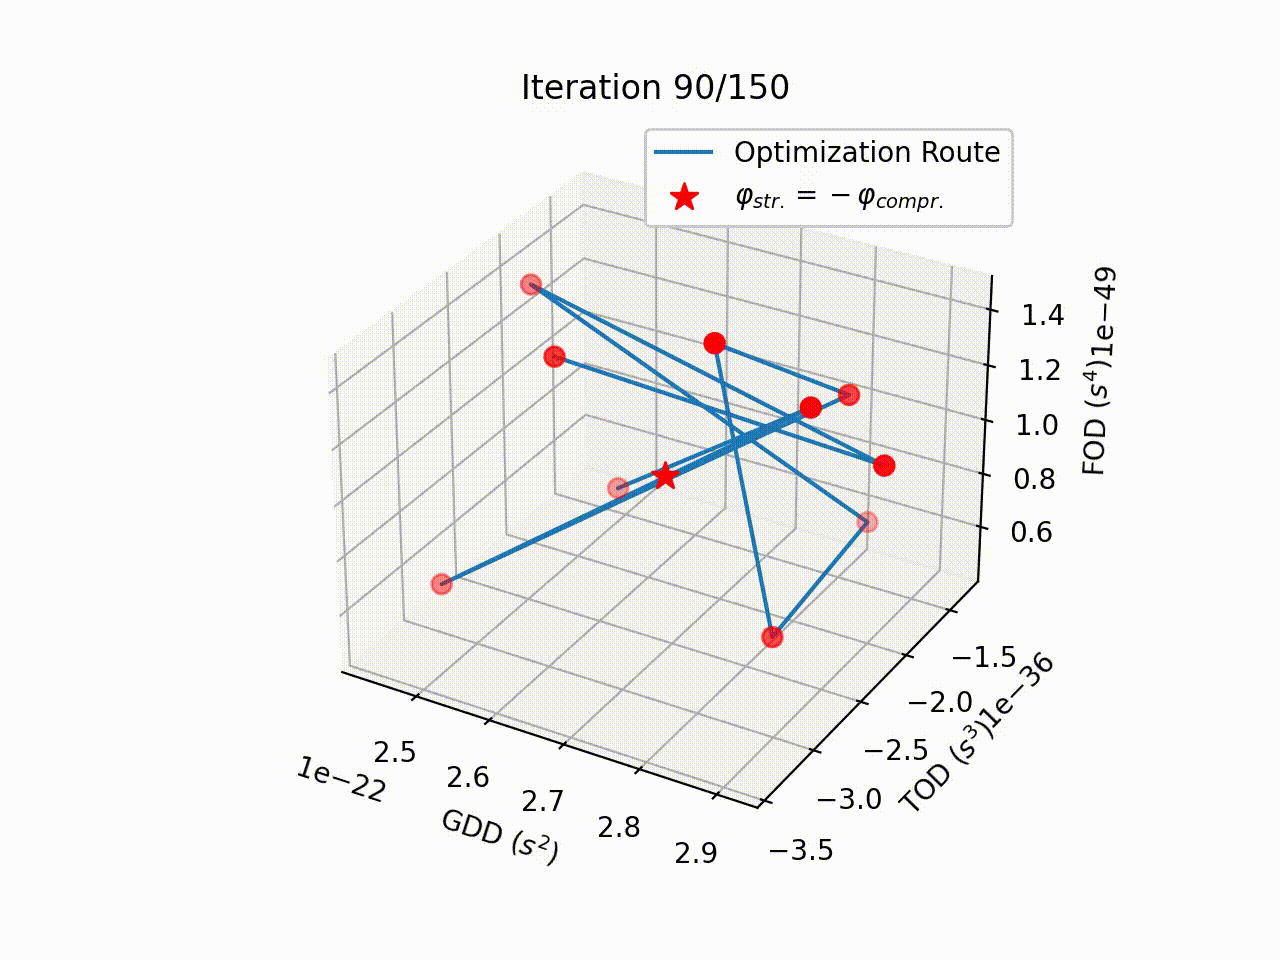 Iteration 90/150
Optimization Route
φstr. = −φcompr.
1.4
1.2
1.0
0.8
0.6
FOD (s⁴)1e−49
−1.5
−2.0
−2.5
−3.0
−3.5
TOD (s³)1e−36
2.5
2.6
2.7
2.8
2.9
1e−22
GDD (s²)